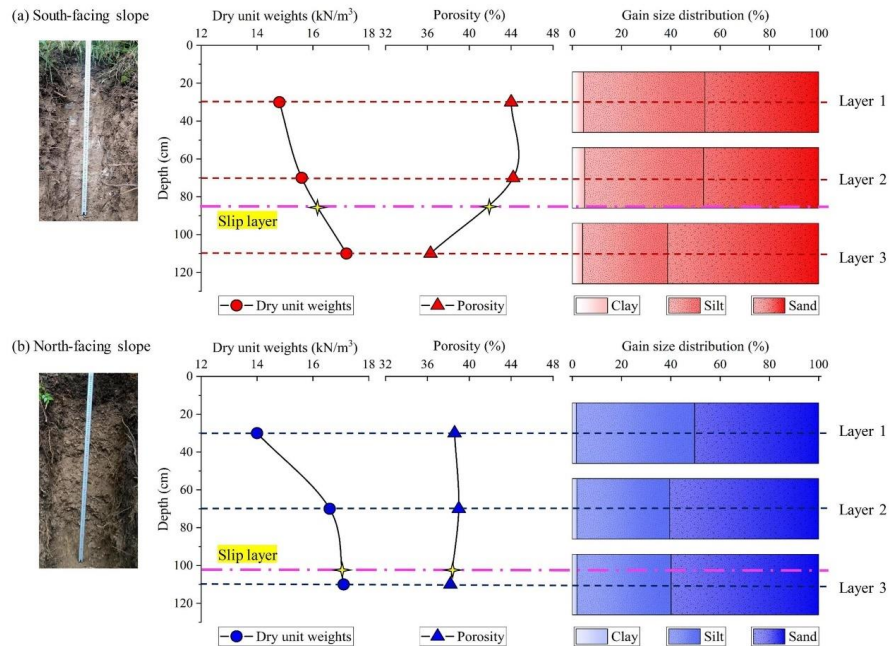 (a) South-facing slope
Dry unit weights (kN/m³)
Porosity (%)
Gain size distribution (%)
12 14 16 18 32 36 40 44 48
0 20 40 60 80 100
Depth (cm)
0
20
40
60
80
100
120
Layer 1
Layer 2
Slip layer
Layer 3
Dry unit weights
Porosity
Clay
Silt
Sand
(b) North-facing slope
Dry unit weights (kN/m³)
Porosity (%)
Gain size distribution (%)
12 14 16 18 32 36 40 44 48
0 20 40 60 80 100
Depth (cm)
0
20
40
60
80
100
120
Layer 1
Layer 2
Slip layer
Layer 3
Dry unit weights
Porosity
Clay
Silt
Sand